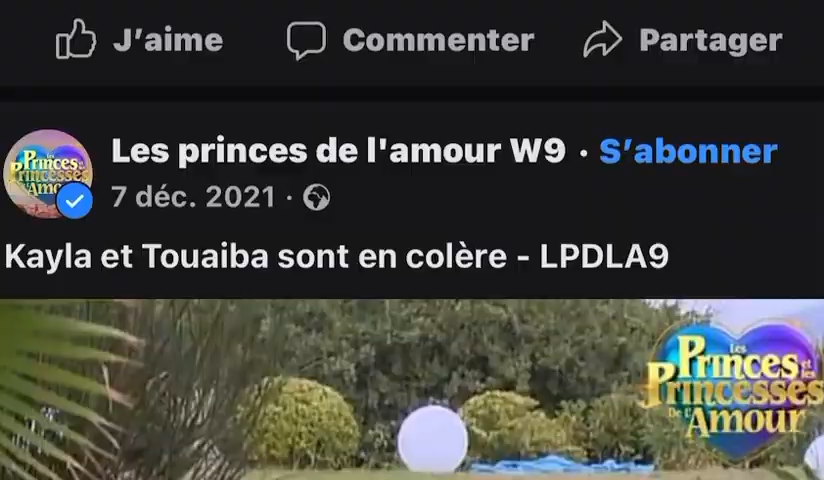 J'aime Commenter Partager
Les princes de l'amour W9 · S'abonner
7 déc. 2021 ·
Kayla et Touaiba sont en colère - LPDLA9
Les
Princes et
les
Princesses
De L'Amour